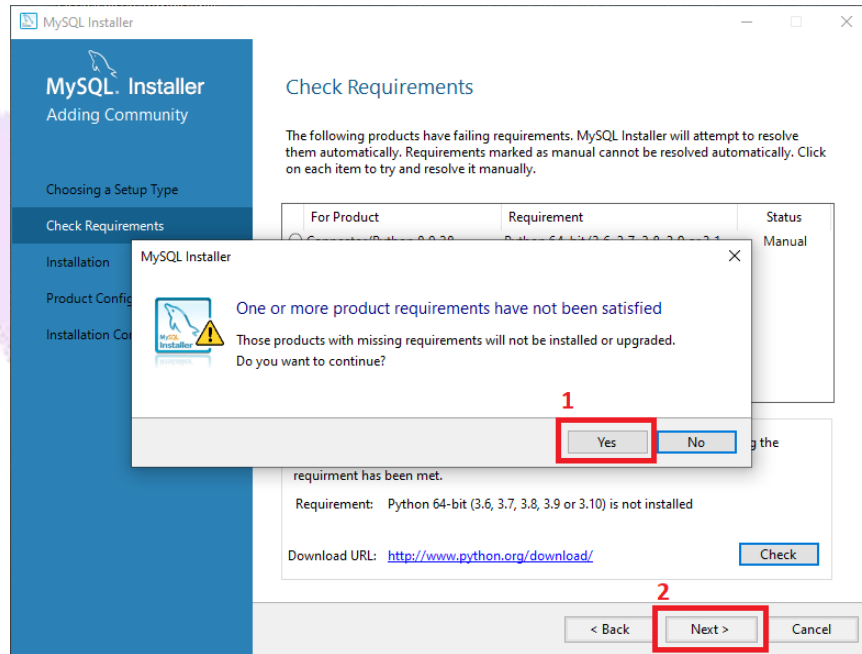 MySQL Installer
MySQL. Installer
Adding Community
Choosing a Setup Type
Check Requirements
Installation
Product Config
Installation Co
Check Requirements
The following products have failing requirements. MySQL Installer will attempt to resolve
them automatically. Requirements marked as manual cannot be resolved automatically. Click
on each item to try and resolve it manually.
For Product Requirement Status
Manual
MySQL Installer
MySQL
Installer
One or more product requirements have not been satisfied
Those products with missing requirements will not be installed or upgraded.
Do you want to continue?
1
Yes No
g the
requirment has been met.
Requirement: Python 64-bit (3.6, 3.7, 3.8, 3.9 or 3.10) is not installed
Download URL: http://www.python.org/download/ Check
2
< Back Next > Cancel